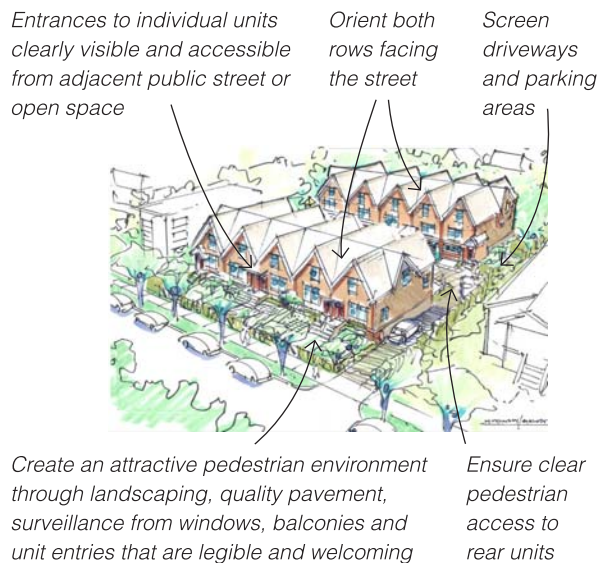 Entrances to individual units
clearly visible and accessible
from adjacent public street or
open space
Orient both
rows facing
the street
Screen
driveways
and parking
areas
Create an attractive pedestrian environment
through landscaping, quality pavement,
surveillance from windows, balconies and
unit entries that are legible and welcoming
Ensure clear
pedestrian
access to
rear units